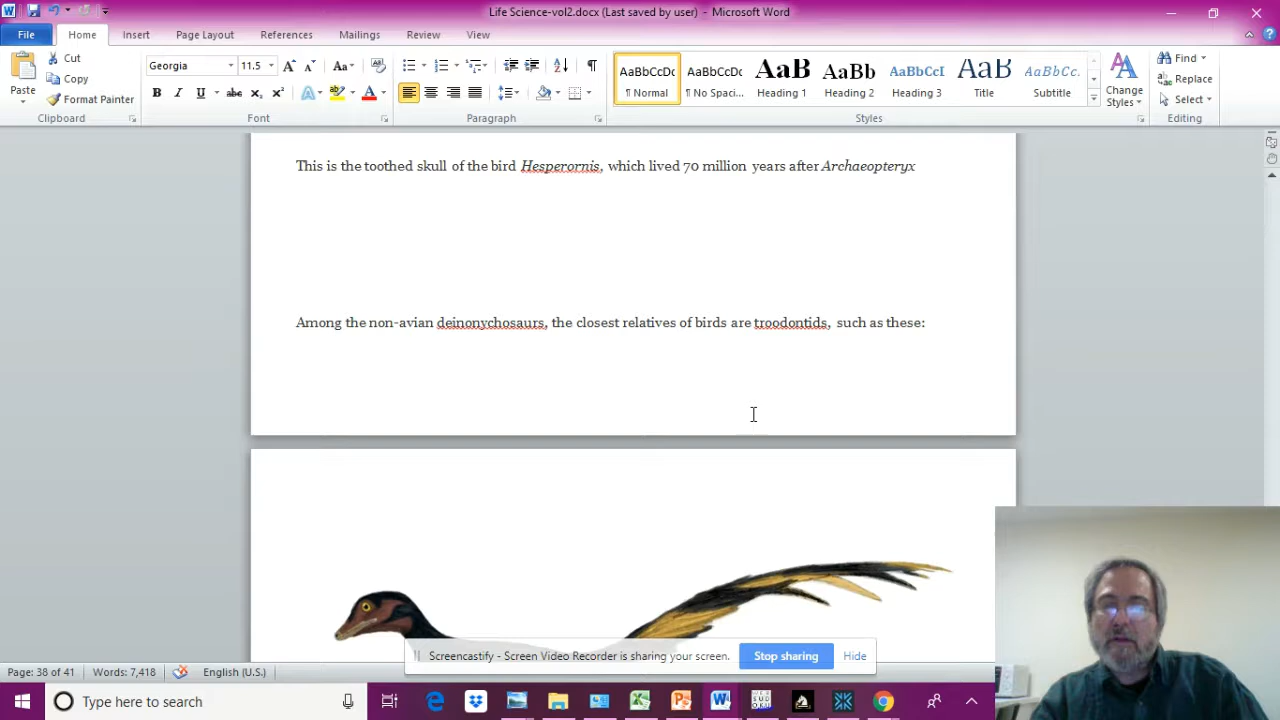 Life Science-vol2.docx (Last saved by user) - Microsoft Word
File Home Insert Page Layout References Mailings Review View
Cut
Copy
Format Painter
Paste
Clipboard
Georgia 11.5
Font
Paragraph
AaBbCcDc AaBbCcDc AaB AaBb AaBbCcI AaB AaBbCc.
¶ Normal ¶ No Spaci... Heading 1 Heading 2 Heading 3 Title Subtitle
Styles
Change
Styles
Find
Replace
Select
Editing
This is the toothed skull of the bird Hesperornis, which lived 70 million years after Archaeopteryx
Among the non-avian deinonychosaurs, the closest relatives of birds are troodontids, such as these:
Screencastify - Screen Video Recorder is sharing your screen. Stop sharing Hide
Page: 38 of 41 Words: 7,418 English (U.S.)
Type here to search